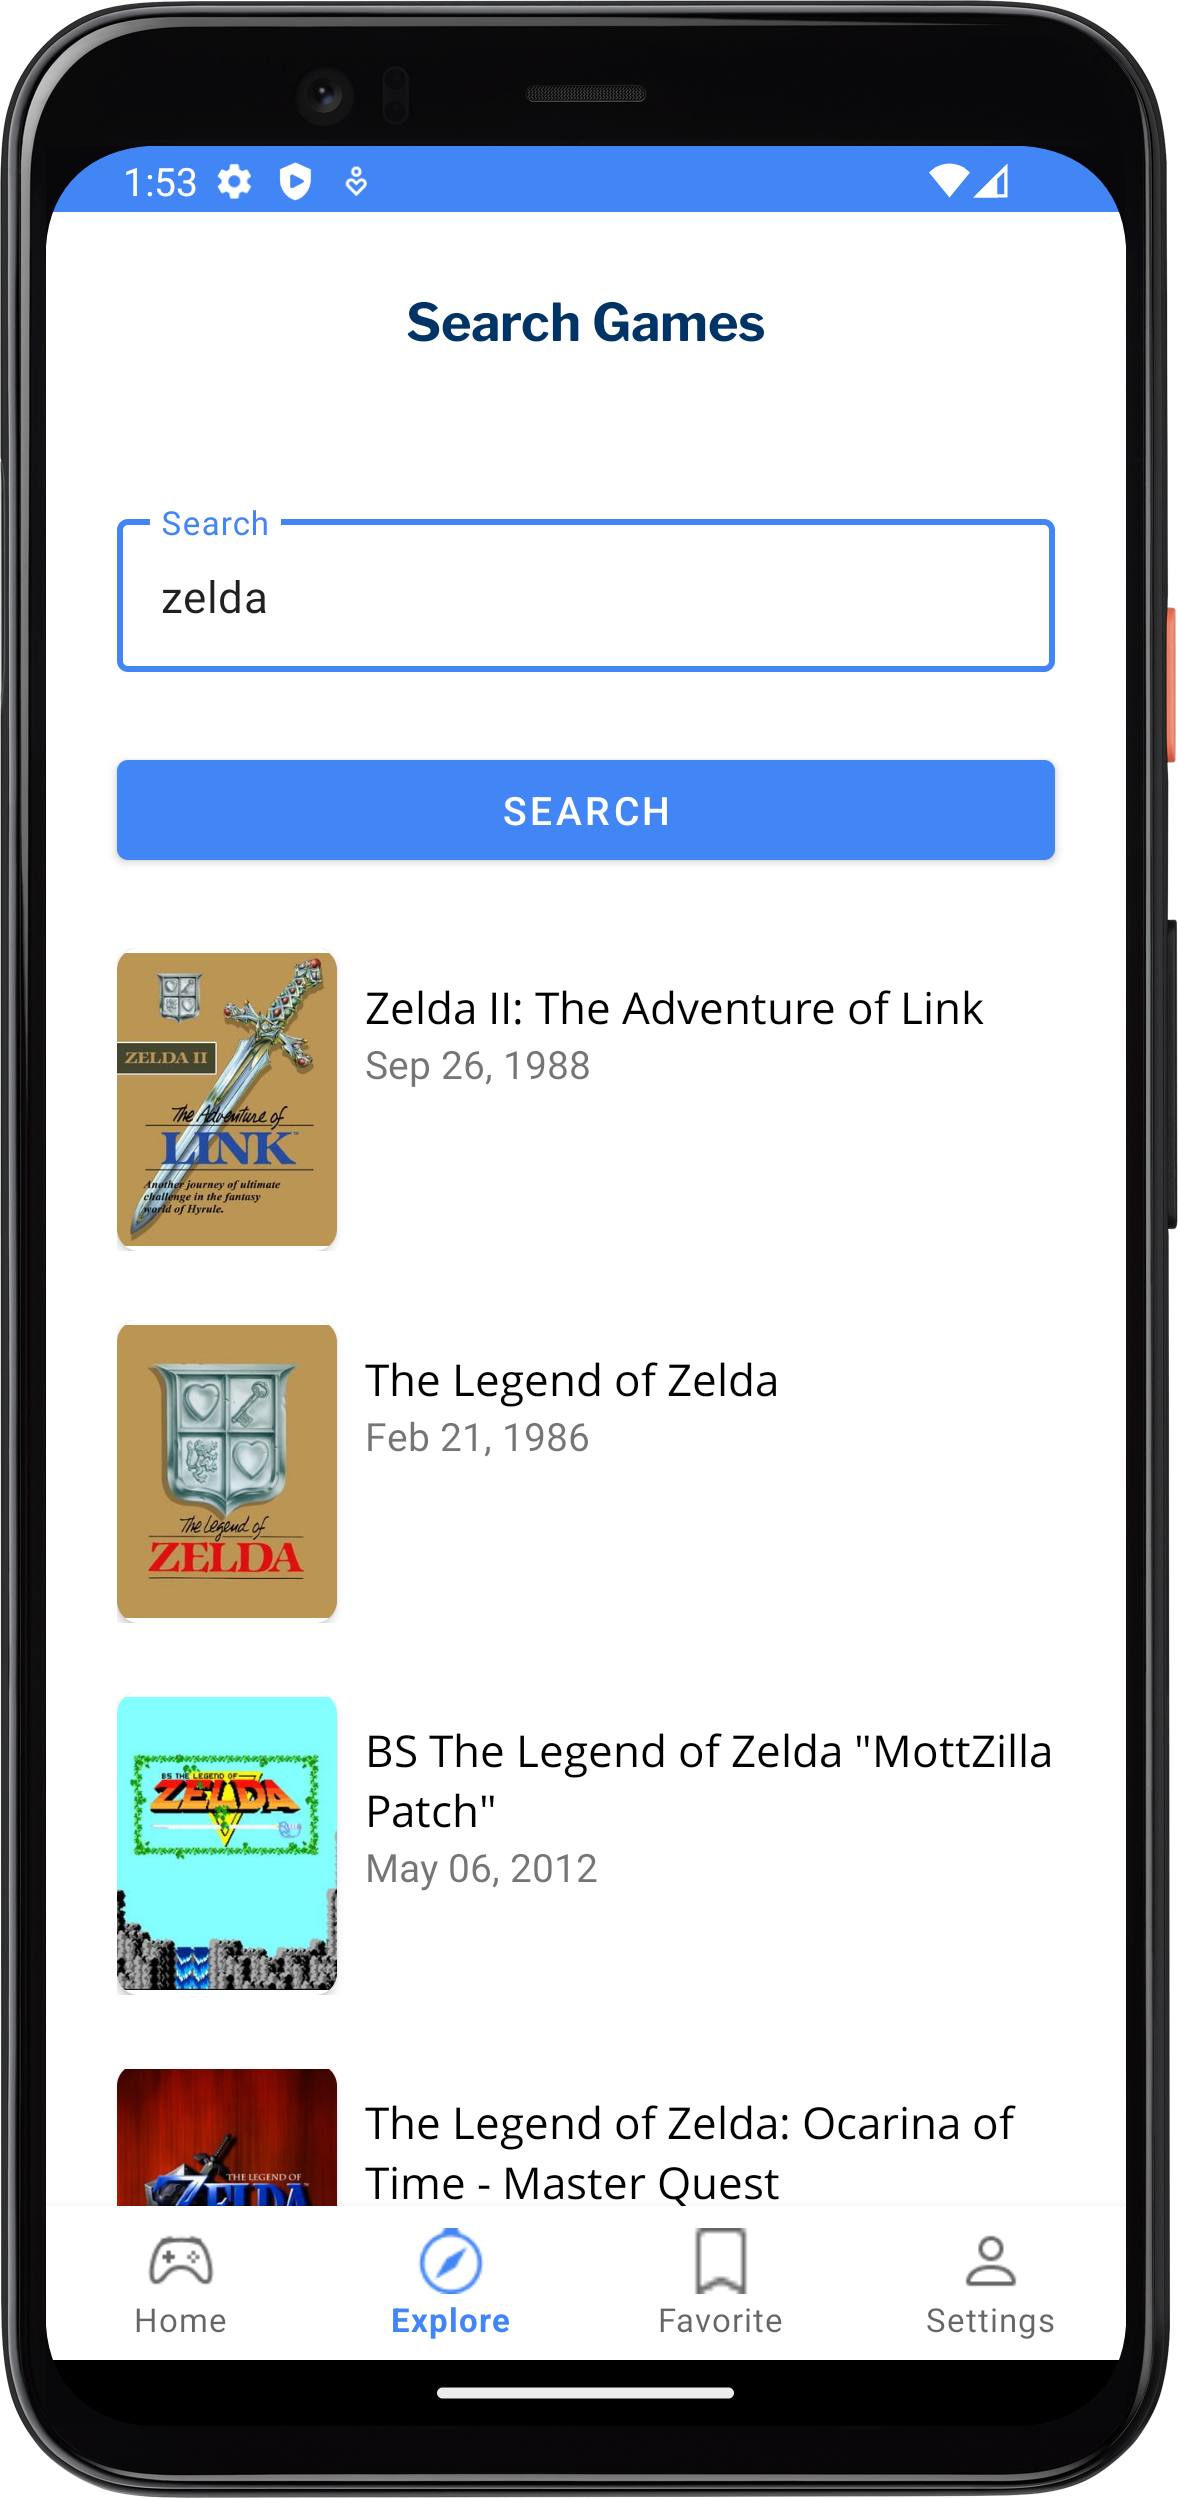 1:53
Search Games
Search
zelda
SEARCH
ZELDA II
The Adventure of
LINK
Another journey of ultimate
challenge in the fantasy
world of Hyrule.
Zelda II: The Adventure of Link
Sep 26, 1988
The Legend of
ZELDA
The Legend of Zelda
Feb 21, 1986
BS THE LEGEND OF
ZELDA
BS The Legend of Zelda "MottZilla
Patch"
May 06, 2012
THE LEGEND OF
ZELDA
The Legend of Zelda: Ocarina of
Time - Master Quest
Home
Explore
Favorite
Settings